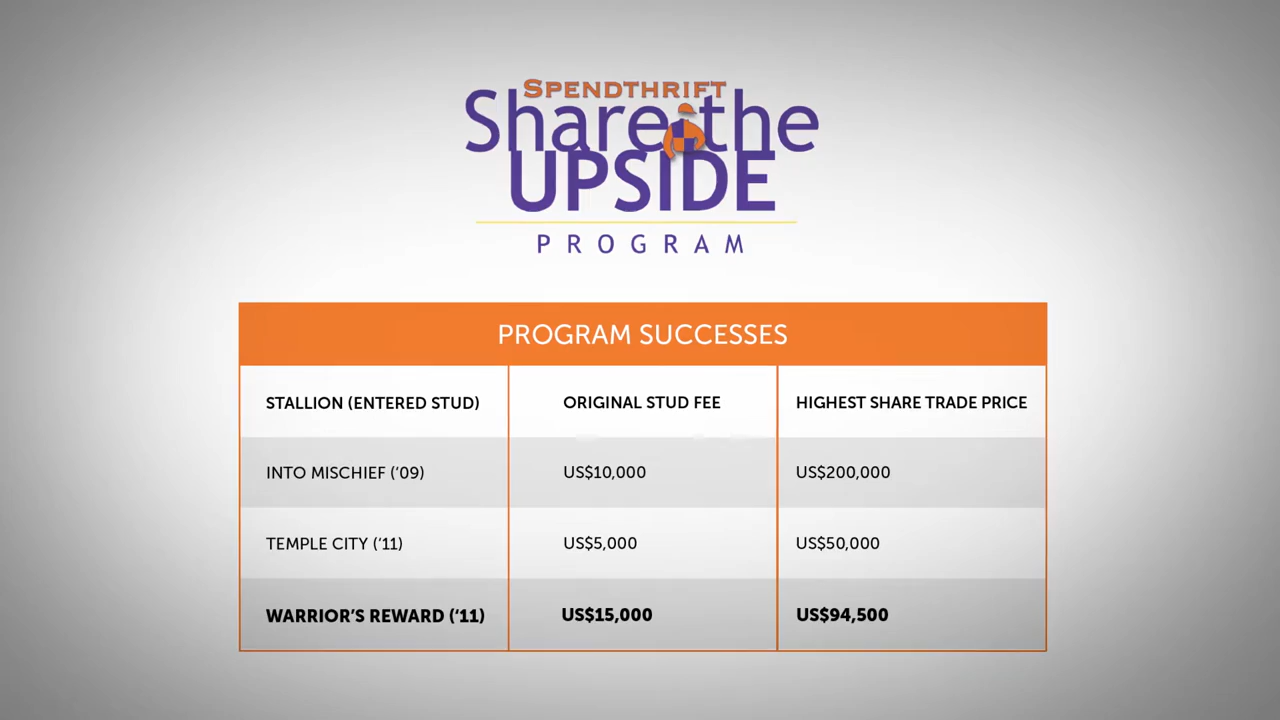 SPENDTHRIFT
Share the
UPSIDE
PROGRAM
PROGRAM SUCCESSES
STALLION (ENTERED STUD) ORIGINAL STUD FEE HIGHEST SHARE TRADE PRICE
INTO MISCHIEF (‘09) US$10,000 US$200,000
TEMPLE CITY (‘11) US$5,000 US$50,000
WARRIOR’S REWARD (‘11) US$15,000 US$94,500